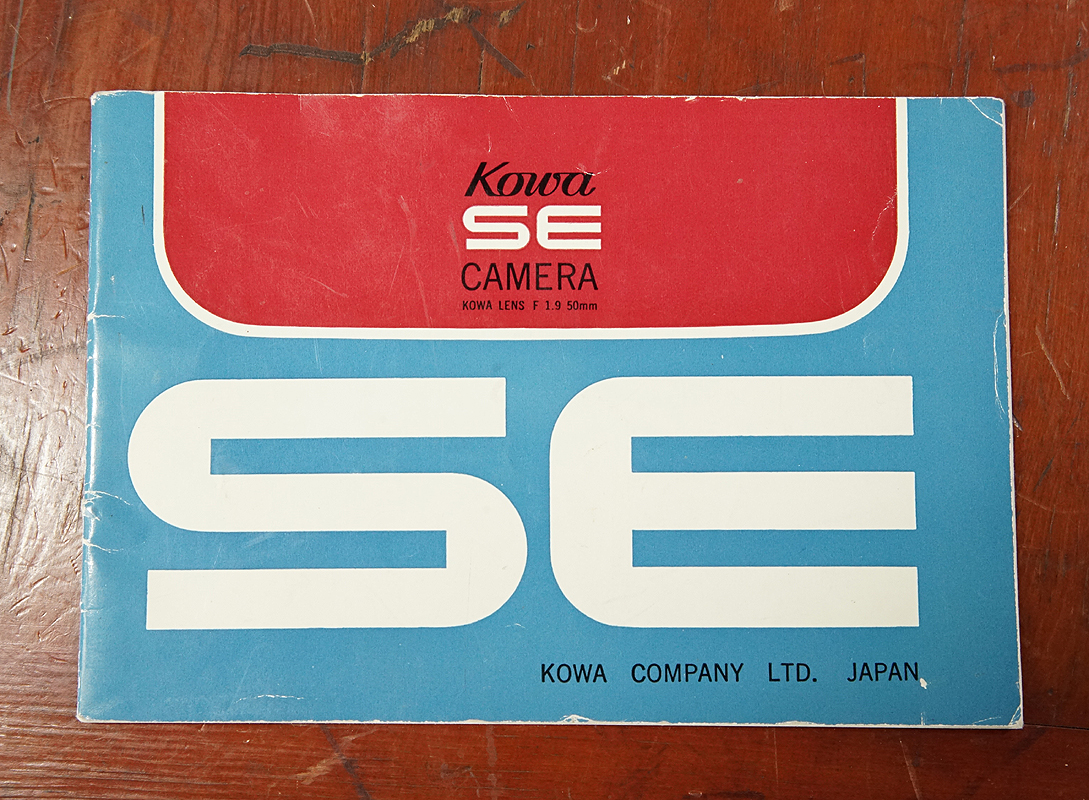 Kowa
SE
CAMERA
KOWA LENS F 1.9 50mm
SE
KOWA COMPANY LTD. JAPAN